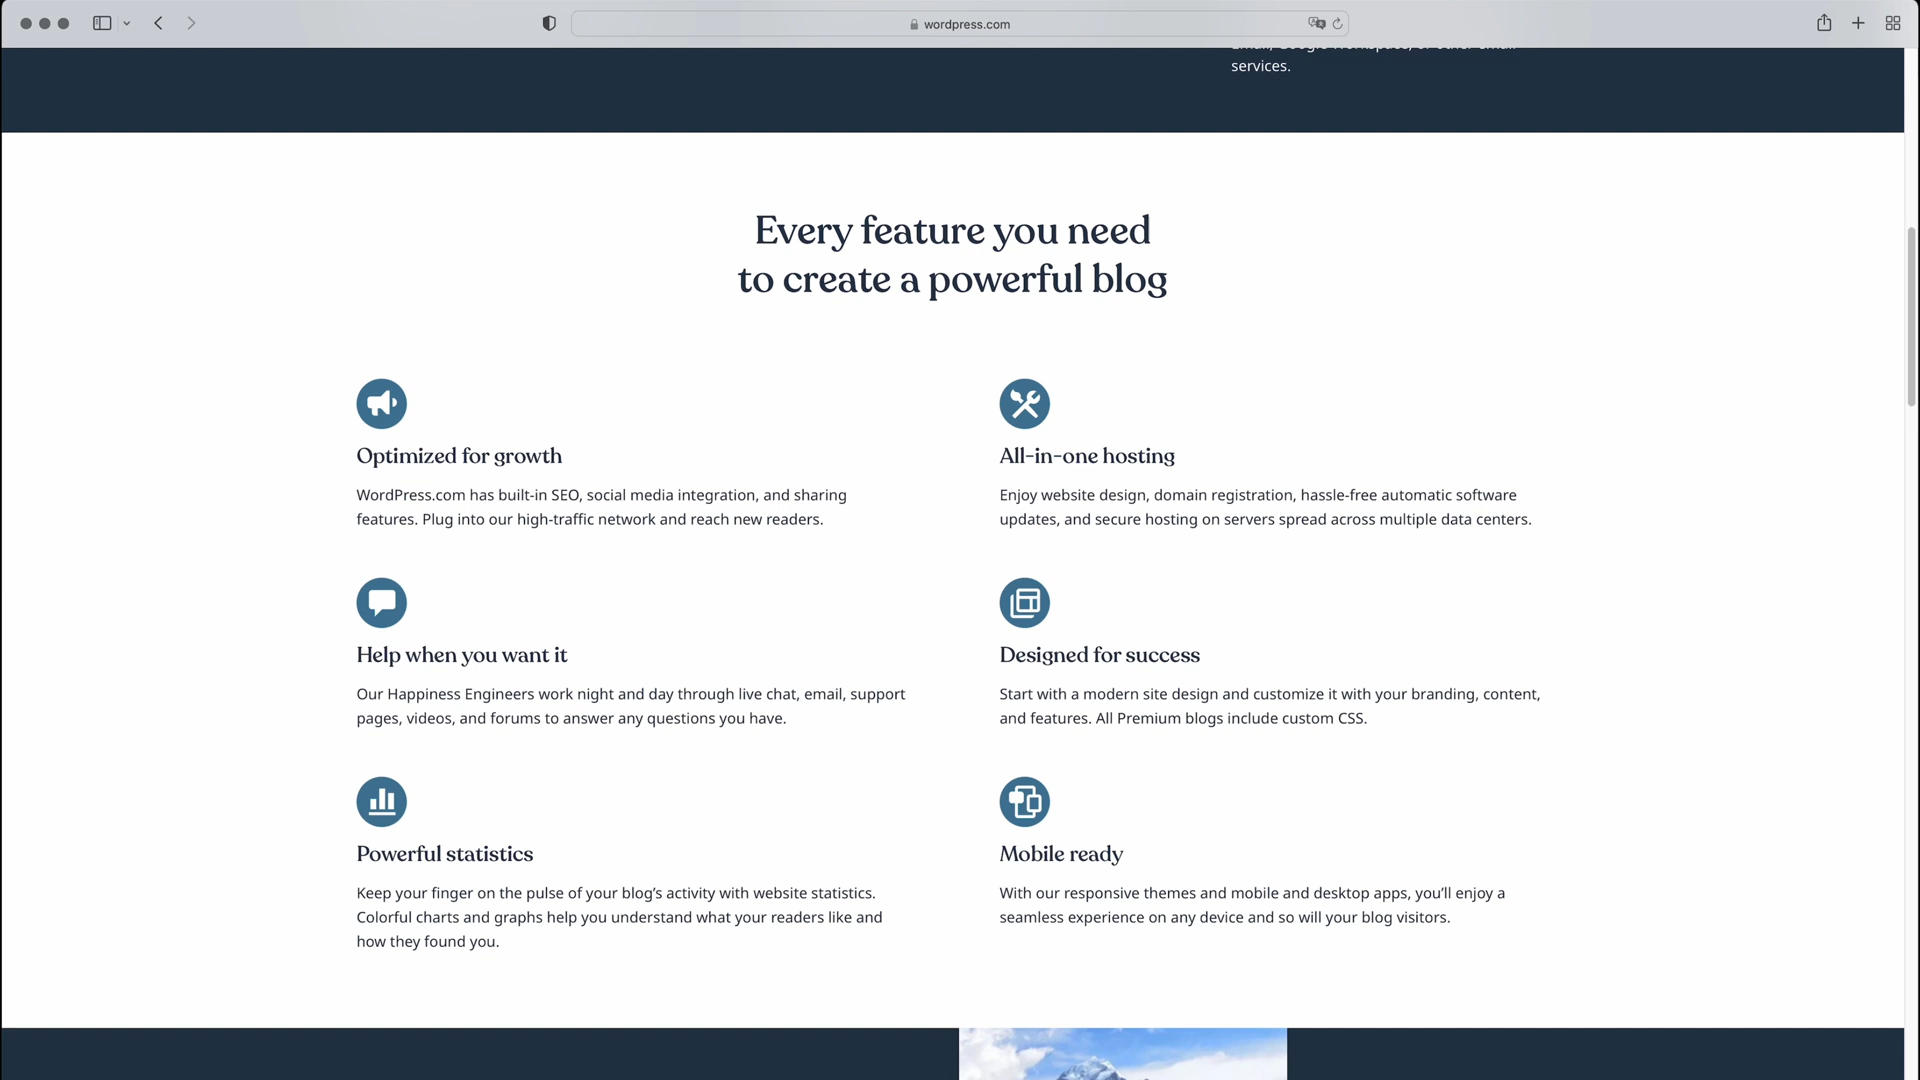 wordpress.com
services.
Every feature you need
to create a powerful blog
Optimized for growth
WordPress.com has built-in SEO, social media integration, and sharing
features. Plug into our high-traffic network and reach new readers.
All-in-one hosting
Enjoy website design, domain registration, hassle-free automatic software
updates, and secure hosting on servers spread across multiple data centers.
Help when you want it
Our Happiness Engineers work night and day through live chat, email, support
pages, videos, and forums to answer any questions you have.
Designed for success
Start with a modern site design and customize it with your branding, content,
and features. All Premium blogs include custom CSS.
Powerful statistics
Keep your finger on the pulse of your blog’s activity with website statistics.
Colorful charts and graphs help you understand what your readers like and
how they found you.
Mobile ready
With our responsive themes and mobile and desktop apps, you’ll enjoy a
seamless experience on any device and so will your blog visitors.